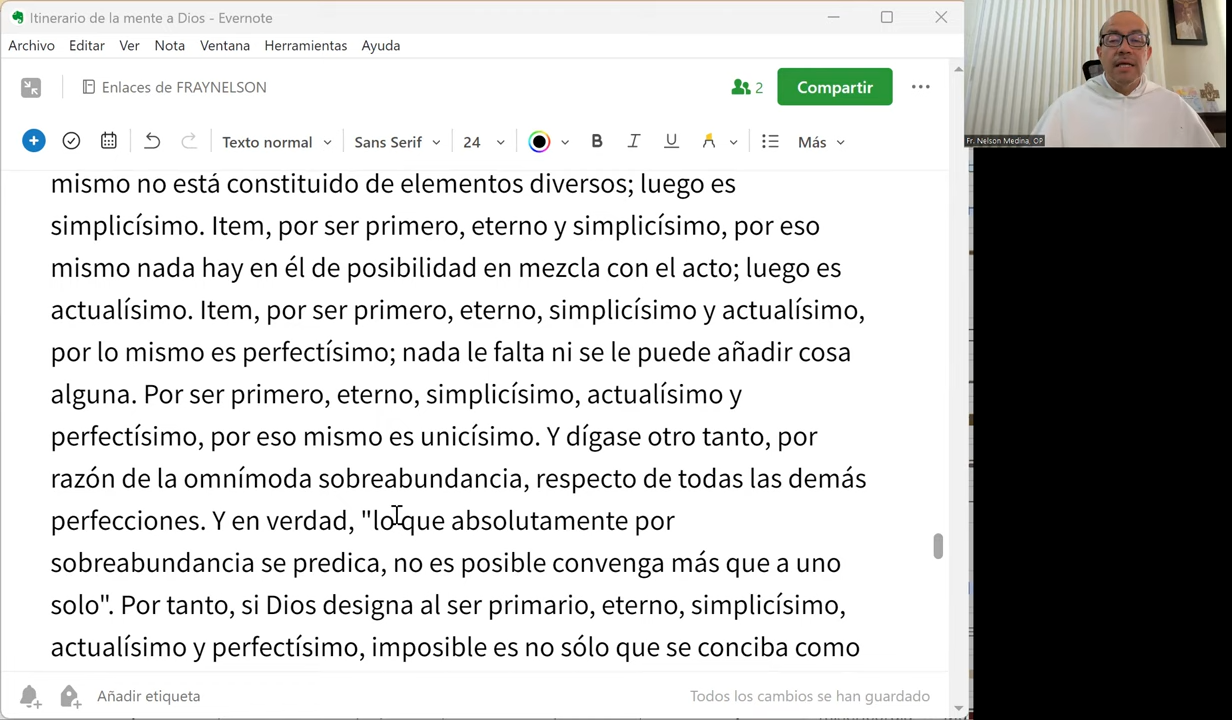 Itinerario de la mente a Dios - Evernote
Archivo Editar Ver Nota Ventana Herramientas Ayuda
Enlaces de FRAYNELSON
2 Compartir
Texto normal Sans Serif 24 B I U Más
mismo no está constituido de elementos diversos; luego es
simplicísimo. Item, por ser primero, eterno y simplicísimo, por eso
mismo nada hay en él de posibilidad en mezcla con el acto; luego es
actualísimo. Item, por ser primero, eterno, simplicísimo y actualísimo,
por lo mismo es perfectísimo; nada le falta ni se le puede añadir cosa
alguna. Por ser primero, eterno, simplicísimo, actualísimo y
perfectísimo, por eso mismo es unicísimo. Y dígase otro tanto, por
razón de la omnímoda sobreabundancia, respecto de todas las demás
perfecciones. Y en verdad, "lo que absolutamente por
sobreabundancia se predica, no es posible convenga más que a uno
solo". Por tanto, si Dios designa al ser primario, eterno, simplicísimo,
actualísimo y perfectísimo, imposible es no sólo que se conciba como
Añadir etiqueta
Todos los cambios se han guardado
Fr. Nelson Medina, OP